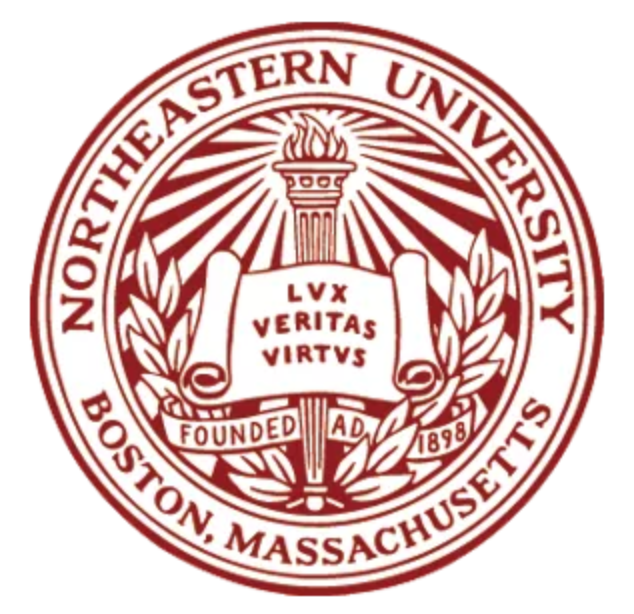 NORTHEASTERN UNIVERSITY
LVX
VERITAS
VIRTVS
FOUNDED AD 1898
BOSTON, MASSACHUSETTS